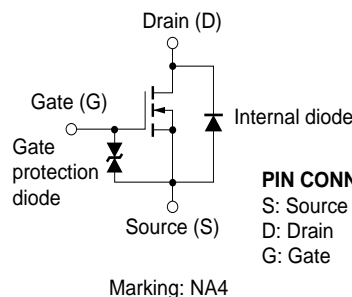 Drain (D)
Gate (G)
Internal diode
Gate
protection
diode
Source (S)
PIN CONN
S: Source
D: Drain
G: Gate
Marking: NA4